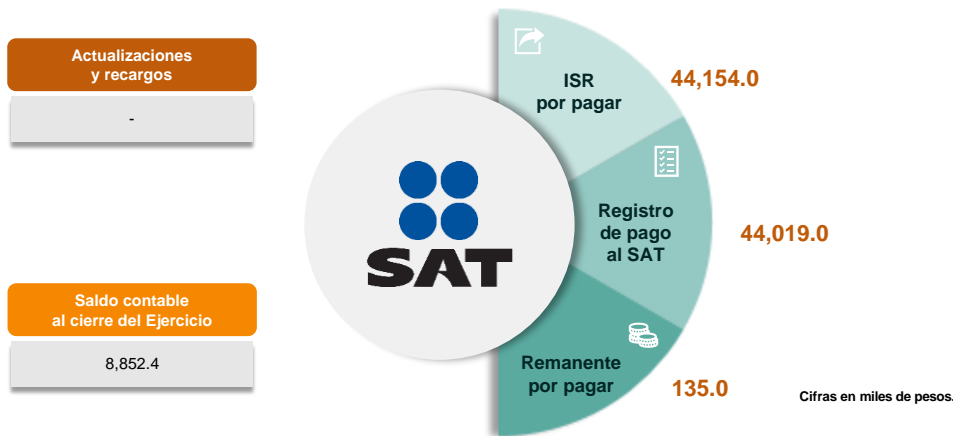 Actualizaciones
y recargos
-
Saldo contable
al cierre del Ejercicio
8,852.4
SAT
ISR
por pagar
44,154.0
Registro
de pago
al SAT
44,019.0
Remanente
por pagar
135.0
Cifras en miles de pesos.